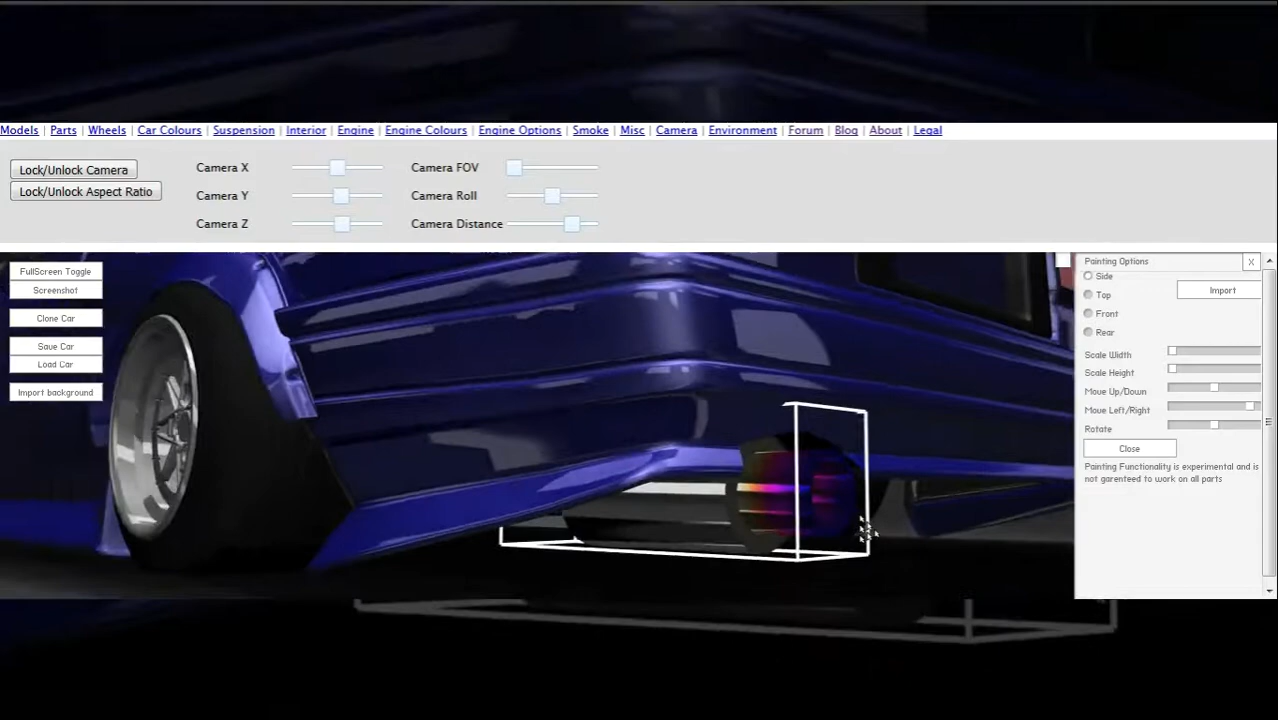 Models | Parts | Wheels | Car Colours | Suspension | Interior | Engine | Engine Colours | Engine Options | Smoke | Misc | Camera | Environment | Forum | Blog | About | Legal
Lock/Unlock Camera
Lock/Unlock Aspect Ratio
Camera X
Camera Y
Camera Z
Camera FOV
Camera Roll
Camera Distance
FullScreen Toggle
Screenshot
Clone Car
Save Car
Load Car
Import background
Painting Options
X
Side
Import
Top
Front
Rear
Scale Width
Scale Height
Move Up/Down
Move Left/Right
Rotate
Close
Painting Functionality is experimental and is
not garenteed to work on all parts